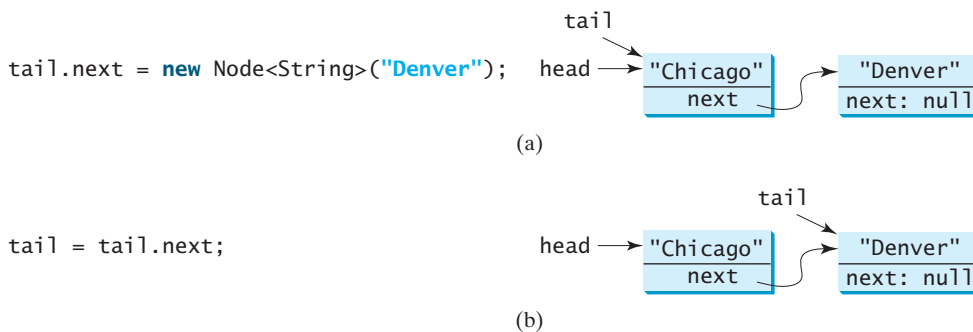 tail
tail.next = new Node<String>("Denver"); head "Chicago" "Denver"
next next: null
(a)
tail
tail = tail.next; head "Chicago" "Denver"
next next: null
(b)